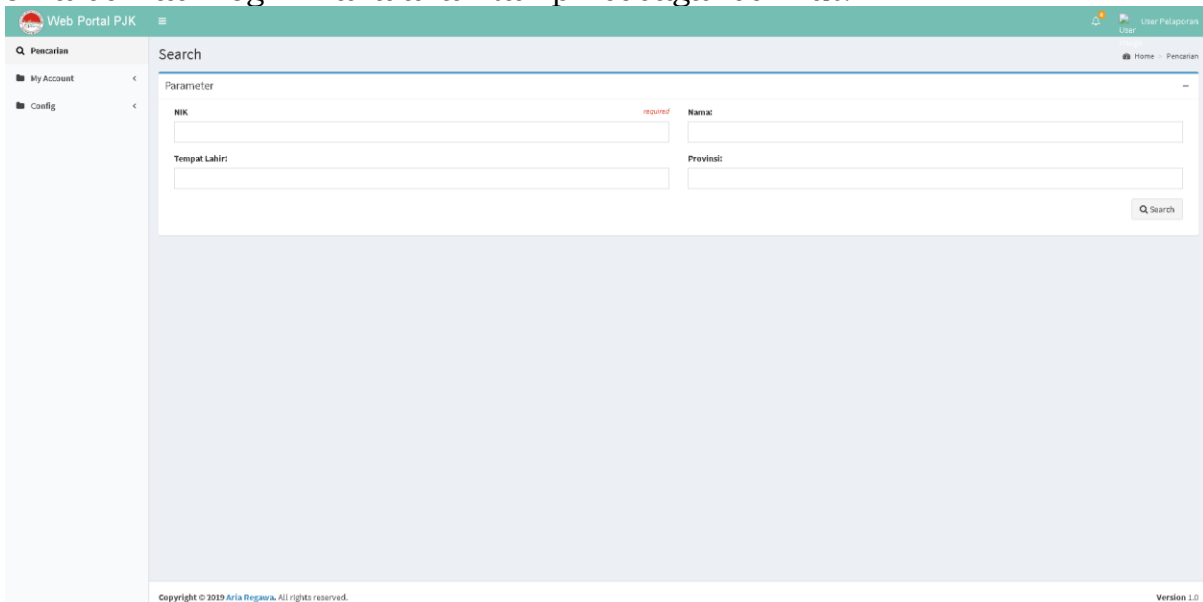 Web Portal PJK
User
User Pelaporan
Pencarian
My Account
Config
Search
Home > Pencarian
Parameter
NIK required
Nama:
Tempat Lahir:
Provinsi:
Search
Copyright © 2019 Aria Regawa. All rights reserved.
Version 1.0